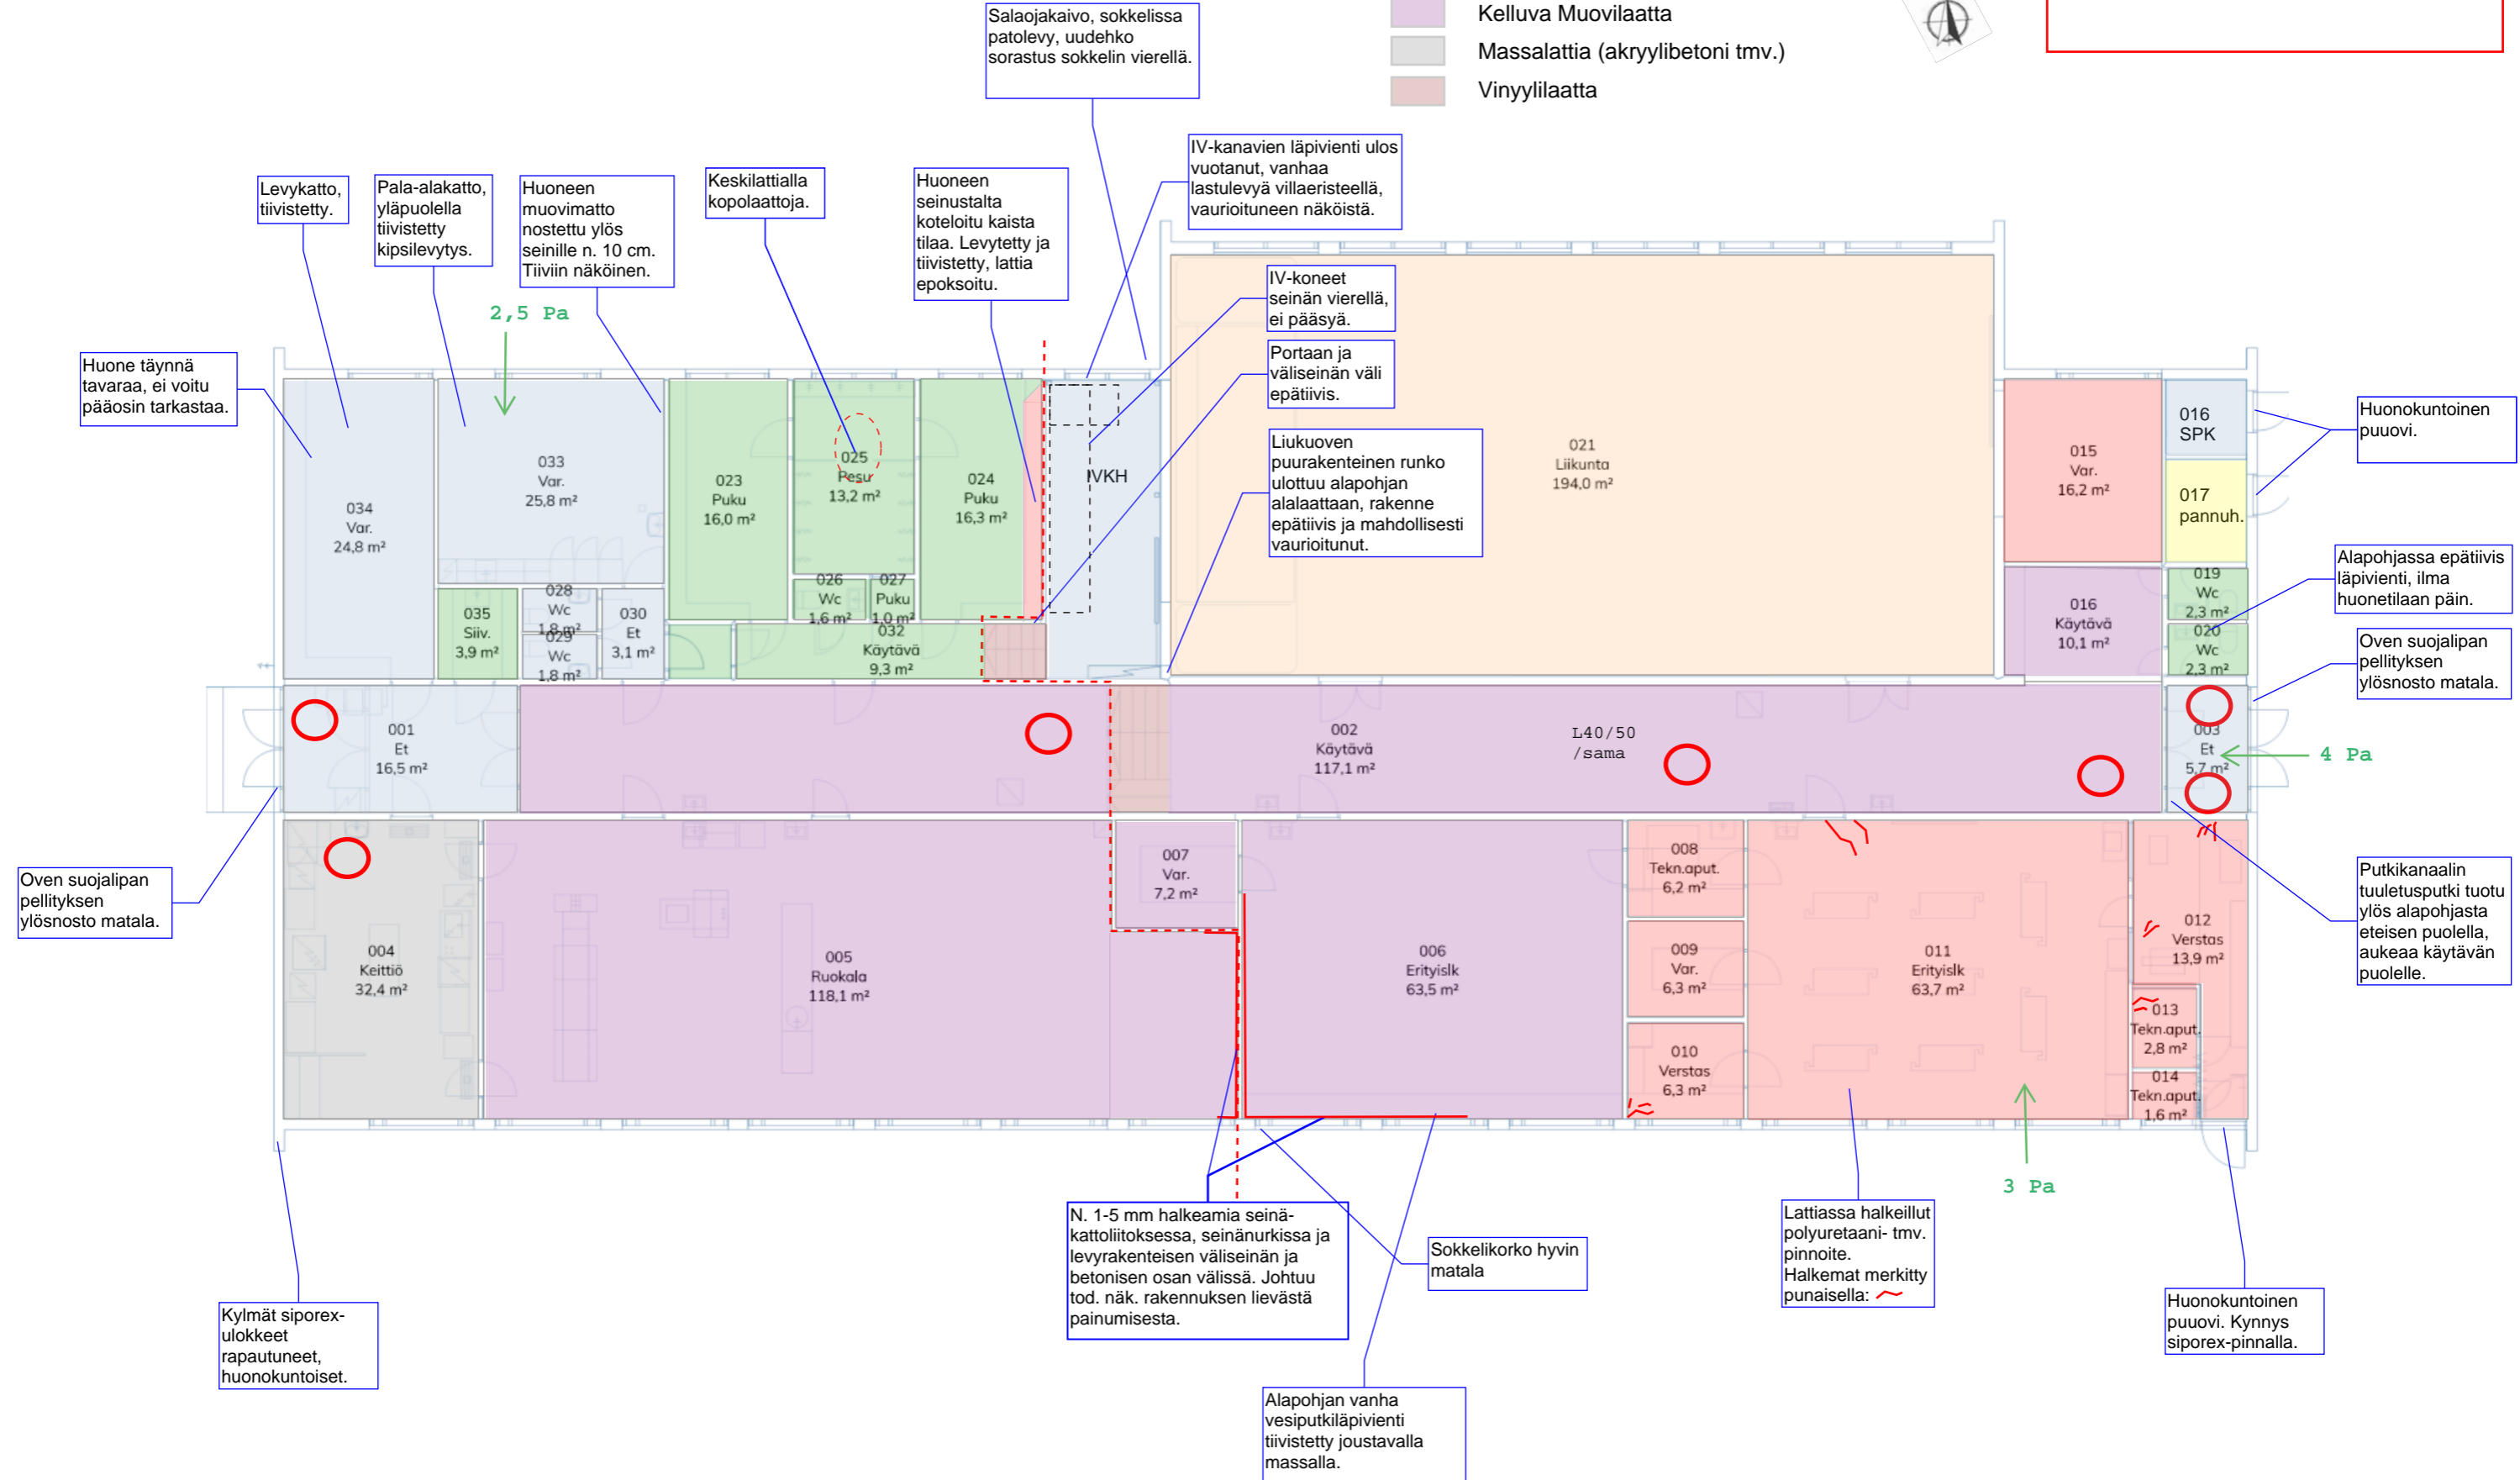 Kelluva Muovilaatta
Massalattia (akryylibetoni tmv.)
Vinyylilaatta
Salaojakaivo, sokkelissa
patolevy, uudehko
sorastus sokkelin vierellä.
IV-kanavien läpivienti ulos
vuotanut, vanhaa
lastulevyä villaeristeellä,
vaurioituneen näköistä.
Levykatto,
tiivistetty.
Pala-alakatto,
yläpuolella
tiivistetty
kipsilevytys.
Huoneen
muovimatto
nostettu ylös
seinille n. 10 cm.
Tiiviin näköinen.
Keskilattialla
kopolaattoja.
Huoneen
seinustalta
koteloitu kaista
tilaa. Levytetty ja
tiivistetty, lattia
epoksoitu.
IV-koneet
seinän vierellä,
ei pääsyä.
Portaan ja
väliseinän väli
epätiivis.
Liukuoven
puurakenteinen runko
ulottuu alapohjan
alalaattaan, rakenne
epätiivis ja mahdollisesti
vaurioitunut.
2,5 Pa
Huone täynnä
tavaraa, ei voitu
pääosin tarkastaa.
034
Var.
24,8 m²
033
Var.
25,8 m²
023
Puku
16,0 m²
025
Pesu
13,2 m²
024
Puku
16,3 m²
IVKH
021
Liikunta
194,0 m²
015
Var.
16,2 m²
016
SPK
017
pannuh.
Huonokuntoinen
puuovi.
Alapohjassa epätiivis
läpivienti, ilma
huonetilaan päin.
Oven suojalipan
pellityksen
ylösnosto matala.
035
Siiv.
3,9 m²
028
Wc
1,8 m²
029
Wc
1,8 m²
030
Et
3,1 m²
026
Wc
1,6 m²
027
Puku
1,0 m²
032
Käytävä
9,3 m²
016
Käytävä
10,1 m²
019
Wc
2,3 m²
020
Wc
2,3 m²
001
Et
16,5 m²
002
Käytävä
117,1 m²
L40/50
/sama
003
Et
5,7 m²
4 Pa
Oven suojalipan
pellityksen
ylösnosto matala.
004
Keittiö
32,4 m²
005
Ruokala
118,1 m²
007
Var.
7,2 m²
006
Erityislk
63,5 m²
008
Tekn.aput.
6,2 m²
009
Var.
6,3 m²
010
Verstas
6,3 m²
011
Erityislk
63,7 m²
012
Verstas
13,9 m²
013
Tekn.aput.
2,8 m²
014
Tekn.aput.
1,6 m²
Putkikanaalin
tuuletusputki tuotu
ylös alapohjasta
eteisen puolella,
aukeaa käytävän
puolelle.
3 Pa
Kylmät siporex-
ulokkeet
rapautuneet,
huonokuntoiset.
N. 1-5 mm halkeamia seinä-
kattoliitoksessa, seinänurkissa ja
levyrakenteisen väliseinän ja
betonisen osan välissä. Johtuu
tod. näk. rakennuksen lievästä
painumisesta.
Sokkelikorko hyvin
matala
Alapohjan vanha
vesiputkiläpivienti
tiivistetty joustavalla
massalla.
Lattiassa halkeillut
polyuretaani- tmv.
pinnoite.
Halkemat merkitty
punaisella:
Huonokuntoinen
puuovi. Kynnys
siporex-pinnalla.